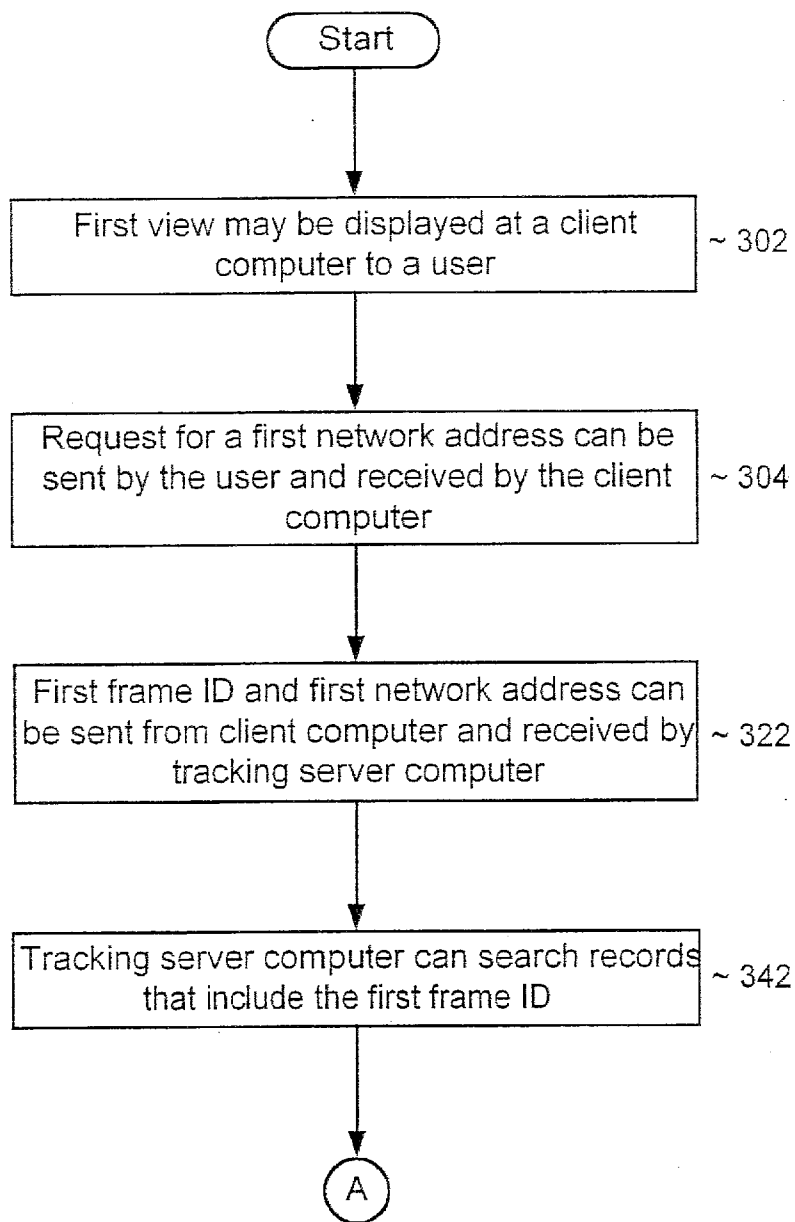 Start
First view may be displayed at a client
computer to a user
~ 302
Request for a first network address can be
sent by the user and received by the client
computer
~ 304
First frame ID and first network address can
be sent from client computer and received by
tracking server computer
~ 322
Tracking server computer can search records
that include the first frame ID
~ 342
A